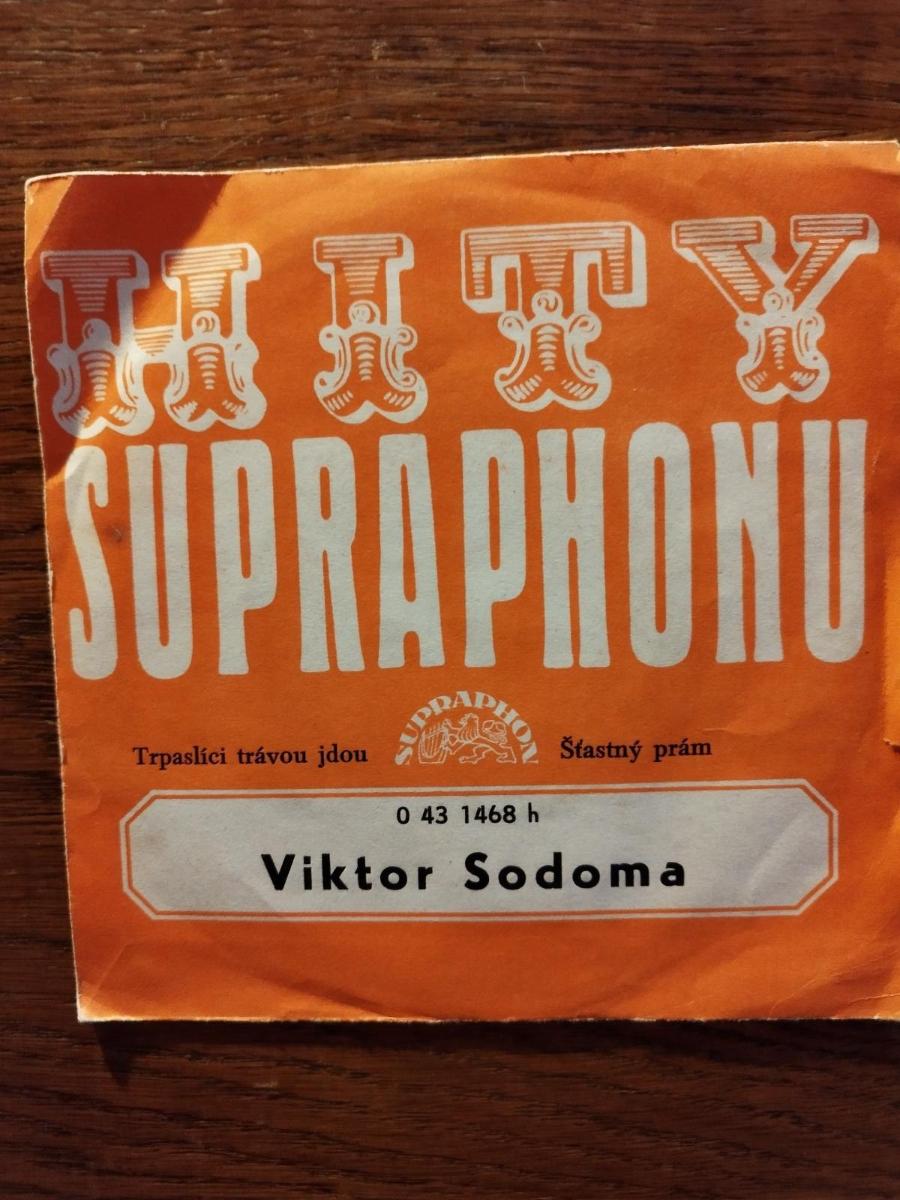 HITY
SUPRAPHONU
SUPRAPHON
Trpaslíci trávou jdou
Šťastný prám
0 43 1468 h
Viktor Sodoma